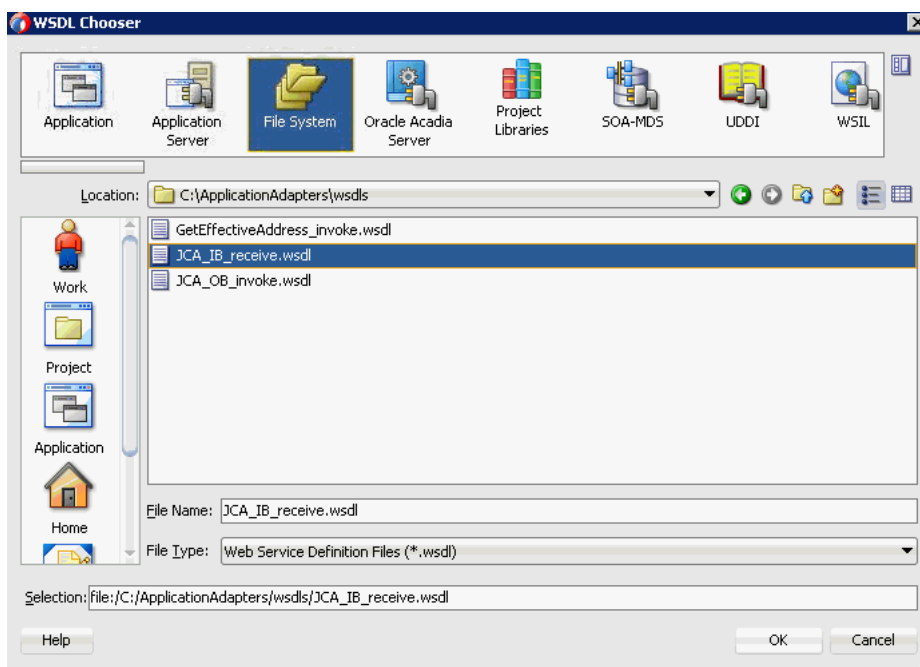 WSDL Chooser
Application
Application Server
File System
Oracle Acadia Server
Project Libraries
SOA-MDS
UDDI
WSIL
Location: C:\ApplicationAdapters\wsdls
Work
Project
Application
Home
GetEffectiveAddress_invoke.wsdl
JCA_IB_receive.wsdl
JCA_OB_invoke.wsdl
File Name: JCA_IB_receive.wsdl
File Type: Web Service Definition Files (*.wsdl)
Selection: file:/C:/ApplicationAdapters/wsdls/JCA_IB_receive.wsdl
Help
OK
Cancel